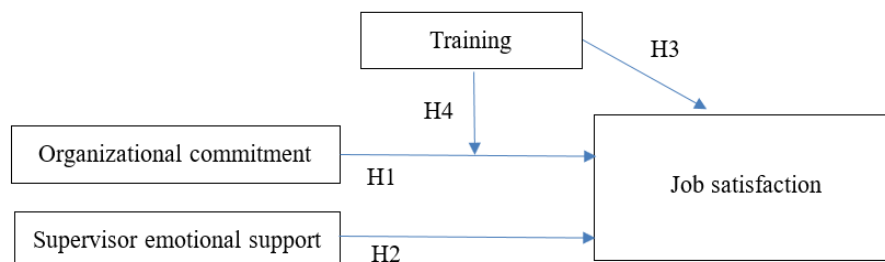 Training
H3
H4
Organizational commitment
H1
Job satisfaction
Supervisor emotional support
H2